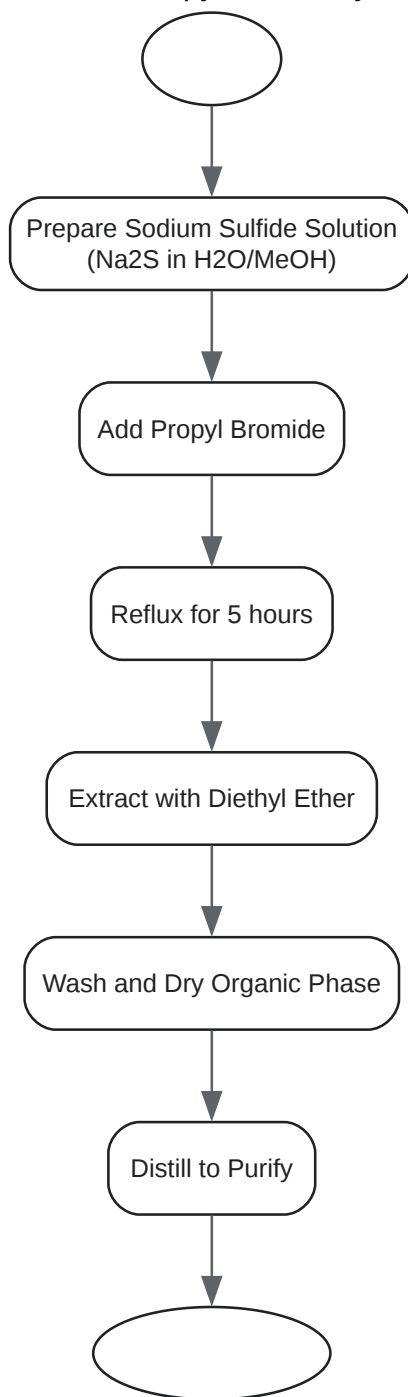 Prepare Sodium Sulfide Solution
(Na2S in H2O/MeOH)
Add Propyl Bromide
Reflux for 5 hours
Extract with Diethyl Ether
Wash and Dry Organic Phase
Distill to Purify